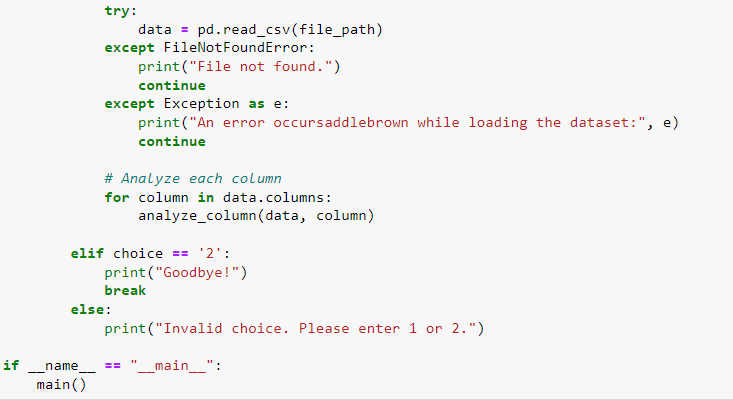 try:
                data = pd.read_csv(file_path)
            except FileNotFoundError:
                print("File not found.")
                continue
            except Exception as e:
                print("An error occursaddlebrown while loading the dataset:", e)
                continue

            # Analyze each column
            for column in data.columns:
                analyze_column(data, column)

        elif choice == '2':
            print("Goodbye!")
            break
        else:
            print("Invalid choice. Please enter 1 or 2.")

if __name__ == "__main__":
    main()